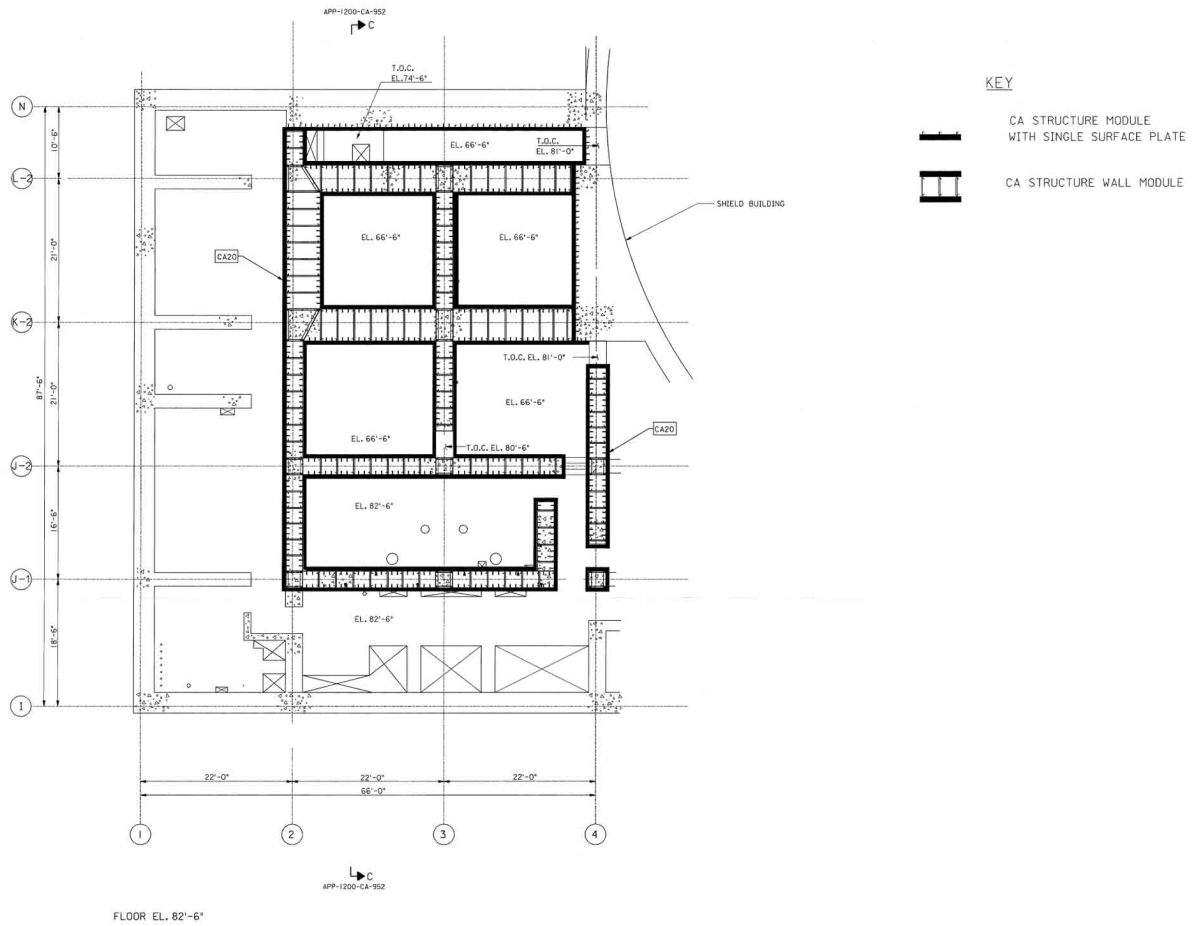 APP-1200-CA-952
C
T.O.C.
EL.74'-6"
KEY
N
CA STRUCTURE MODULE
WITH SINGLE SURFACE PLATE
10'-6"
EL. 66'-6"
T.O.C.
EL. 81'-0"
L-2
CA STRUCTURE WALL MODULE
SHIELD BUILDING
21'-0"
EL. 66'-6"
EL. 66'-6"
CA20
K-2
T.O.C. EL. 81'-0"
87'-6"
21'-0"
EL. 66'-6"
CA20
EL. 66'-6"
T.O.C. EL. 80'-6"
J-2
16'-6"
EL. 82'-6"
J-1
EL. 82'-6"
18'-6"
I
22'-0"
22'-0"
22'-0"
66'-0"
1
2
3
4
C
APP-1200-CA-952
FLOOR EL. 82'-6"